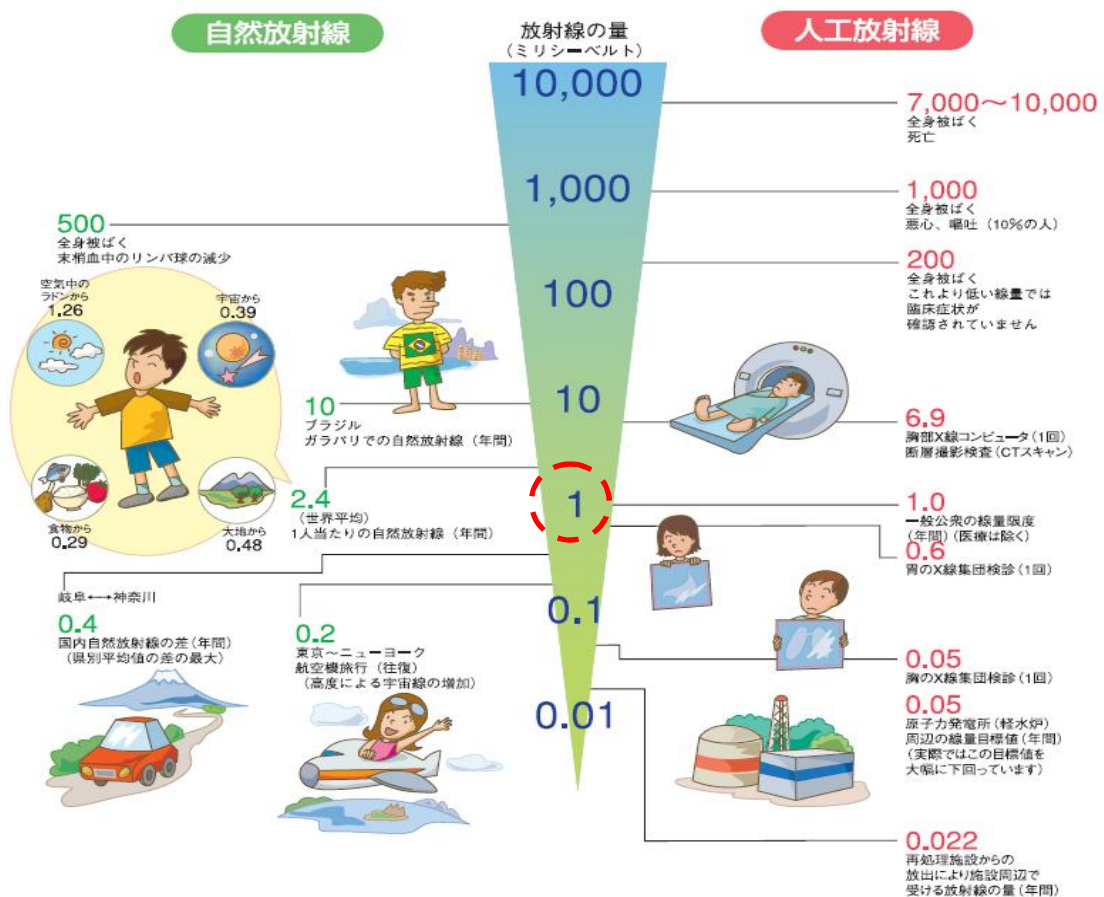 自然放射線
放射線の量
（ミリシーベルト）
人工放射線
10,000
1,000
100
10
1
0.1
0.01
500
全身被ばく
末梢血中のリンパ球の減少
空気中の
ラドンから
1.26
宇宙から
0.39
食物から
0.29
大地から
0.48
10
ブラジル
ガラパリでの自然放射線（年間）
2.4
（世界平均）
1人当たりの自然放射線（年間）
岐阜⟷神奈川
0.4
国内自然放射線の差（年間）
（県別平均値の差の最大）
0.2
東京～ニューヨーク
航空機旅行（往復）
（高度による宇宙線の増加）
7,000～10,000
全身被ばく
死亡
1,000
全身被ばく
悪心、嘔吐（10％の人）
200
全身被ばく
これより低い線量では
臨床症状が
確認されていません
6.9
胸部X線コンピュータ（1回）
断層撮影検査（CTスキャン）
1.0
一般公衆の線量限度
（年間）（医療は除く）
0.6
胃のX線集団検診（1回）
0.05
胸のX線集団検診（1回）
0.05
原子力発電所（軽水炉）
周辺の線量目標値（年間）
（実際ではこの目標値を
大幅に下回っています）
0.022
再処理施設からの
放出により施設周辺で
受ける放射線の量（年間）